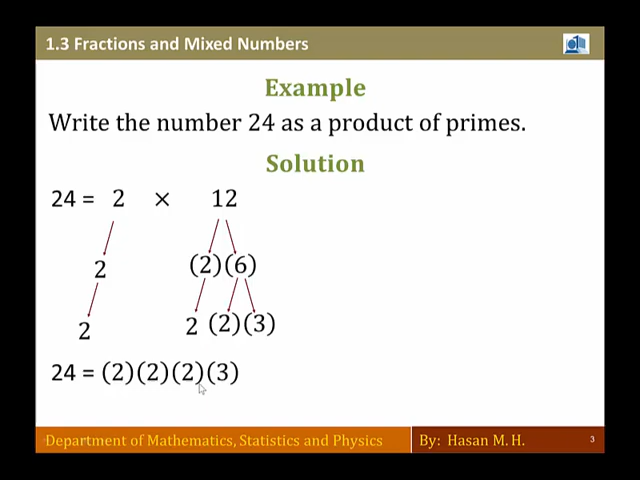 1.3 Fractions and Mixed Numbers
Example
Write the number 24 as a product of primes.
Solution
24 = 2 × 12
2 (2)(6)
2 2 (2)(3)
24 = (2)(2)(2)(3)
Department of Mathematics, Statistics and Physics By: Hasan M. H. 3